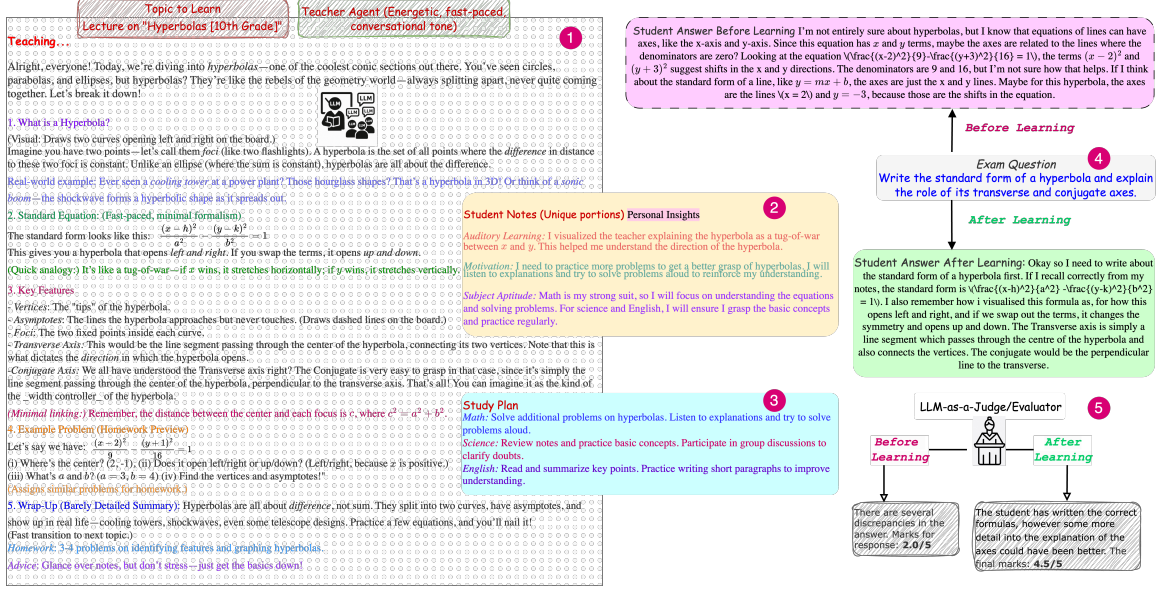 Topic to Learn
Lecture on "Hyperbolas [10th Grade]"
Teacher Agent (Energetic, fast-paced,
conversational tone)
1
Teaching...
Alright, everyone! Today, we're diving into hyperbolas—one of the coolest conic sections out there. You've seen circles,
parabolas, and ellipses, but hyperbolas? They're like the rebels of the geometry world—always splitting apart, never quite coming
together. Let's break it down!
LLM
LLM
LLM
LLM
1. What is a Hyperbola?
(Visual: Draws two curves opening left and right on the board.)
Imagine you have two points—let's call them foci (like two flashlights). A hyperbola is the set of all points where the difference in distance
to these two foci is constant. Unlike an ellipse (where the sum is constant), hyperbolas are all about the difference.
Real-world example: Ever seen a cooling tower at a power plant? Those hourglass shapes? That's a hyperbola in 3D! Or think of a sonic
boom—the shockwave forms a hyperbolic shape as it spreads out.
2. Standard Equation: (Fast-paced, minimal formalism)
The standard form looks like this: \frac{(x-h)^2}{a^2} - \frac{(y-k)^2}{b^2} = 1
This gives you a hyperbola that opens left and right. If you swap the terms, it opens up and down.
(Quick analogy:) It's like a tug-of-war—if x wins, it stretches horizontally; if y wins, it stretches vertically.
3. Key Features
- Vertices: The "tips" of the hyperbola.
- Asymptotes: The lines the hyperbola approaches but never touches. (Draws dashed lines on the board.)
- Foci: The two fixed points inside each curve.
- Transverse Axis: This would be the line segment passing through the center of the hyperbola, connecting its two vertices. Note that this is
what dictates the direction in which the hyperbola opens.
-Conjugate Axis: We all have understood the Transverse axis right? The Conjugate is very easy to grasp in that case, since it's simply the
line segment passing through the center of the hyperbola, perpendicular to the transverse axis. That's all! You can imagine it as the kind of
the _width controller_of the hyperbola.
(Minimal linking:) Remember, the distance between the center and each focus is c, where c² = a² + b².
4. Example Problem (Homework Preview)
Let's say we have: \frac{(x-2)^2}{9} - \frac{(y+1)^2}{16} = 1
(i) Where's the center? (2, -1), (ii) Does it open left/right or up/down? (Left/right, because x is positive.)
(iii) What's a and b? (a = 3, b = 4) (iv) Find the vertices and asymptotes!"
(Assigns similar problems for homework.)
5. Wrap-Up (Barely Detailed Summary): Hyperbolas are all about difference, not sum. They split into two curves, have asymptotes, and
show up in real life—cooling towers, shockwaves, even some telescope designs. Practice a few equations, and you'll nail it!
(Fast transition to next topic.)
Homework: 3-4 problems on identifying features and graphing hyperbolas.
Advice: Glance over notes, but don't stress—just get the basics down!
2
Student Notes (Unique portions) Personal Insights
Auditory Learning: I visualized the teacher explaining the hyperbola as a tug-of-war
between x and y. This helped me understand the direction of the hyperbola.
Motivation: I need to practice more problems to get a better grasp of hyperbolas. I will
listen to explanations and try to solve problems aloud to reinforce my understanding.
Subject Aptitude: Math is my strong suit, so I will focus on understanding the equations
and solving problems. For science and English, I will ensure I grasp the basic concepts
and practice regularly.
3
Study Plan
Math: Solve additional problems on hyperbolas. Listen to explanations and try to solve
problems aloud.
Science: Review notes and practice basic concepts. Participate in group discussions to
clarify doubts.
English: Read and summarize key points. Practice writing short paragraphs to improve
understanding.
Student Answer Before Learning I'm not entirely sure about hyperbolas, but I know that equations of lines can have
axes, like the x-axis and y-axis. Since this equation has x and y terms, maybe the axes are related to the lines where the
denominators are zero? Looking at the equation \(\frac{(x-2)^2}{9}-\frac{(y+3)^2}{16} = 1\), the terms (x − 2)² and
(y + 3)² suggest shifts in the x and y directions. The denominators are 9 and 16, but I'm not sure how that helps. If I think
about the standard form of a line, like y = mx + b, the axes are just the x and y lines. Maybe for this hyperbola, the axes
are the lines \(x = 2\) and y = −3, because those are the shifts in the equation.
Before Learning
4
Exam Question
Write the standard form of a hyperbola and explain
the role of its transverse and conjugate axes.
After Learning
Student Answer After Learning: Okay so I need to write about
the standard form of a hyperbola first. If I recall correctly from my
notes, the standard form is \(\frac{(x-h)^2}{a^2} -\frac{(y-k)^2}{b^2}
= 1\). I also remember how i visualised this formula as, for how this
opens left and right, and if we swap out the terms, it changes the
symmetry and opens up and down. The Transverse axis is simply a
line segment which passes through the centre of the hyperbola and
also connects the vertices. The conjugate would be the perpendicular
line to the transverse.
LLM-as-a-Judge/Evaluator
5
Before
Learning
After
Learning
There are several
discrepancies in the
answer. Marks for
response: 2.0/5
The student has written the correct
formulas, however some more
detail into the explanation of the
axes could have been better. The
final marks: 4.5/5